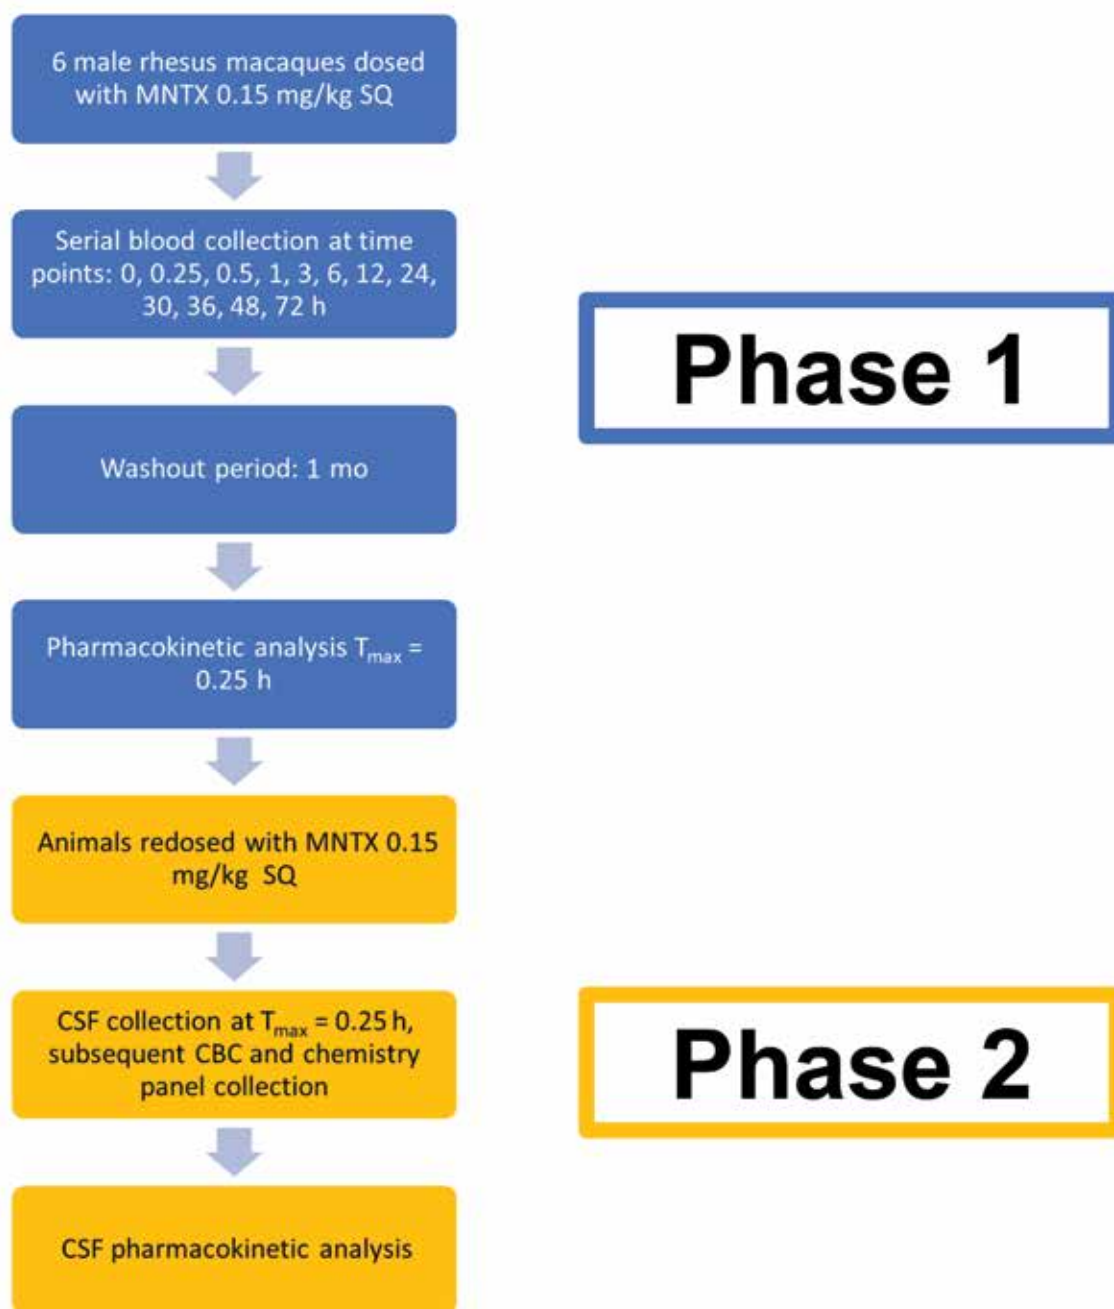 6 male rhesus macaques dosed
with MNTX 0.15 mg/kg SQ
Serial blood collection at time
points: 0, 0.25, 0.5, 1, 3, 6, 12, 24,
30, 36, 48, 72 h
Phase 1
Washout period: 1 mo
Pharmacokinetic analysis Tmax =
0.25 h
Animals redosed with MNTX 0.15
mg/kg SQ
CSF collection at Tmax = 0.25 h,
subsequent CBC and chemistry
panel collection
Phase 2
CSF pharmacokinetic analysis